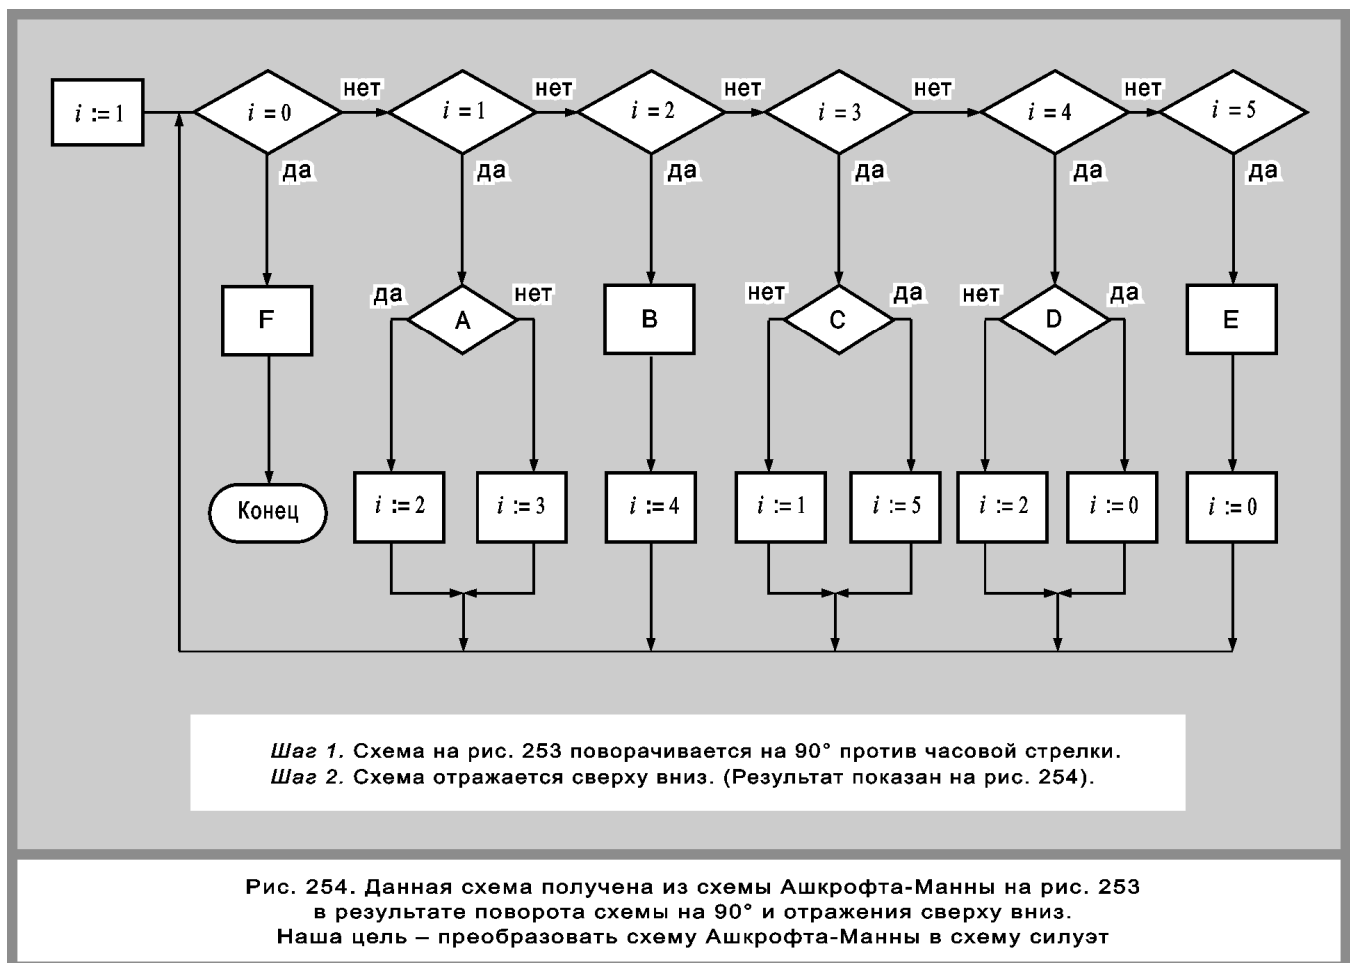 i := 1
i = 0
нет
i = 1
нет
i = 2
нет
i = 3
нет
i = 4
нет
i = 5
да
да
да
да
да
да
F
да
A
нет
B
нет
C
да
нет
D
да
E
Конец
i := 2
i := 3
i := 4
i := 1
i := 5
i := 2
i := 0
i := 0
Шаг 1. Схема на рис. 253 поворачивается на 90° против часовой стрелки.
Шаг 2. Схема отражается сверху вниз. (Результат показан на рис. 254).
Рис. 254. Данная схема получена из схемы Ашкрофта-Манны на рис. 253
в результате поворота схемы на 90° и отражения сверху вниз.
Наша цель – преобразовать схему Ашкрофта-Манны в схему силуэт